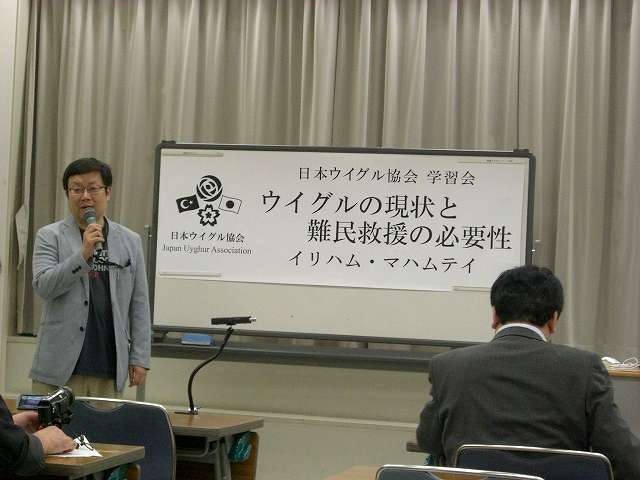 日本ウイグル協会 学習会
ウイグルの現状と
難民救援の必要性
イリハム・マハムティ
日本ウイグル協会
Japan Uyghur Association